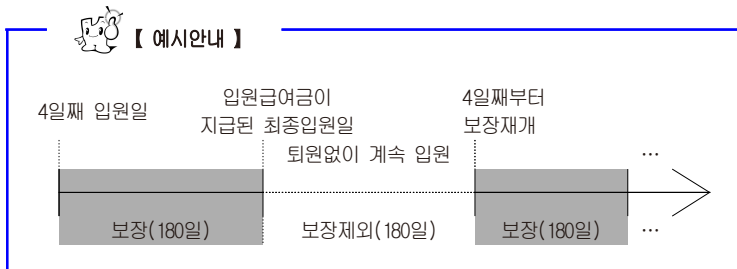 【 예시안내 】
4일째 입원일
입원급여금이
지급된 최종입원일
4일째부터
보장재개
퇴원없이 계속 입원
…
보장(180일)
보장제외(180일)
보장(180일)
…